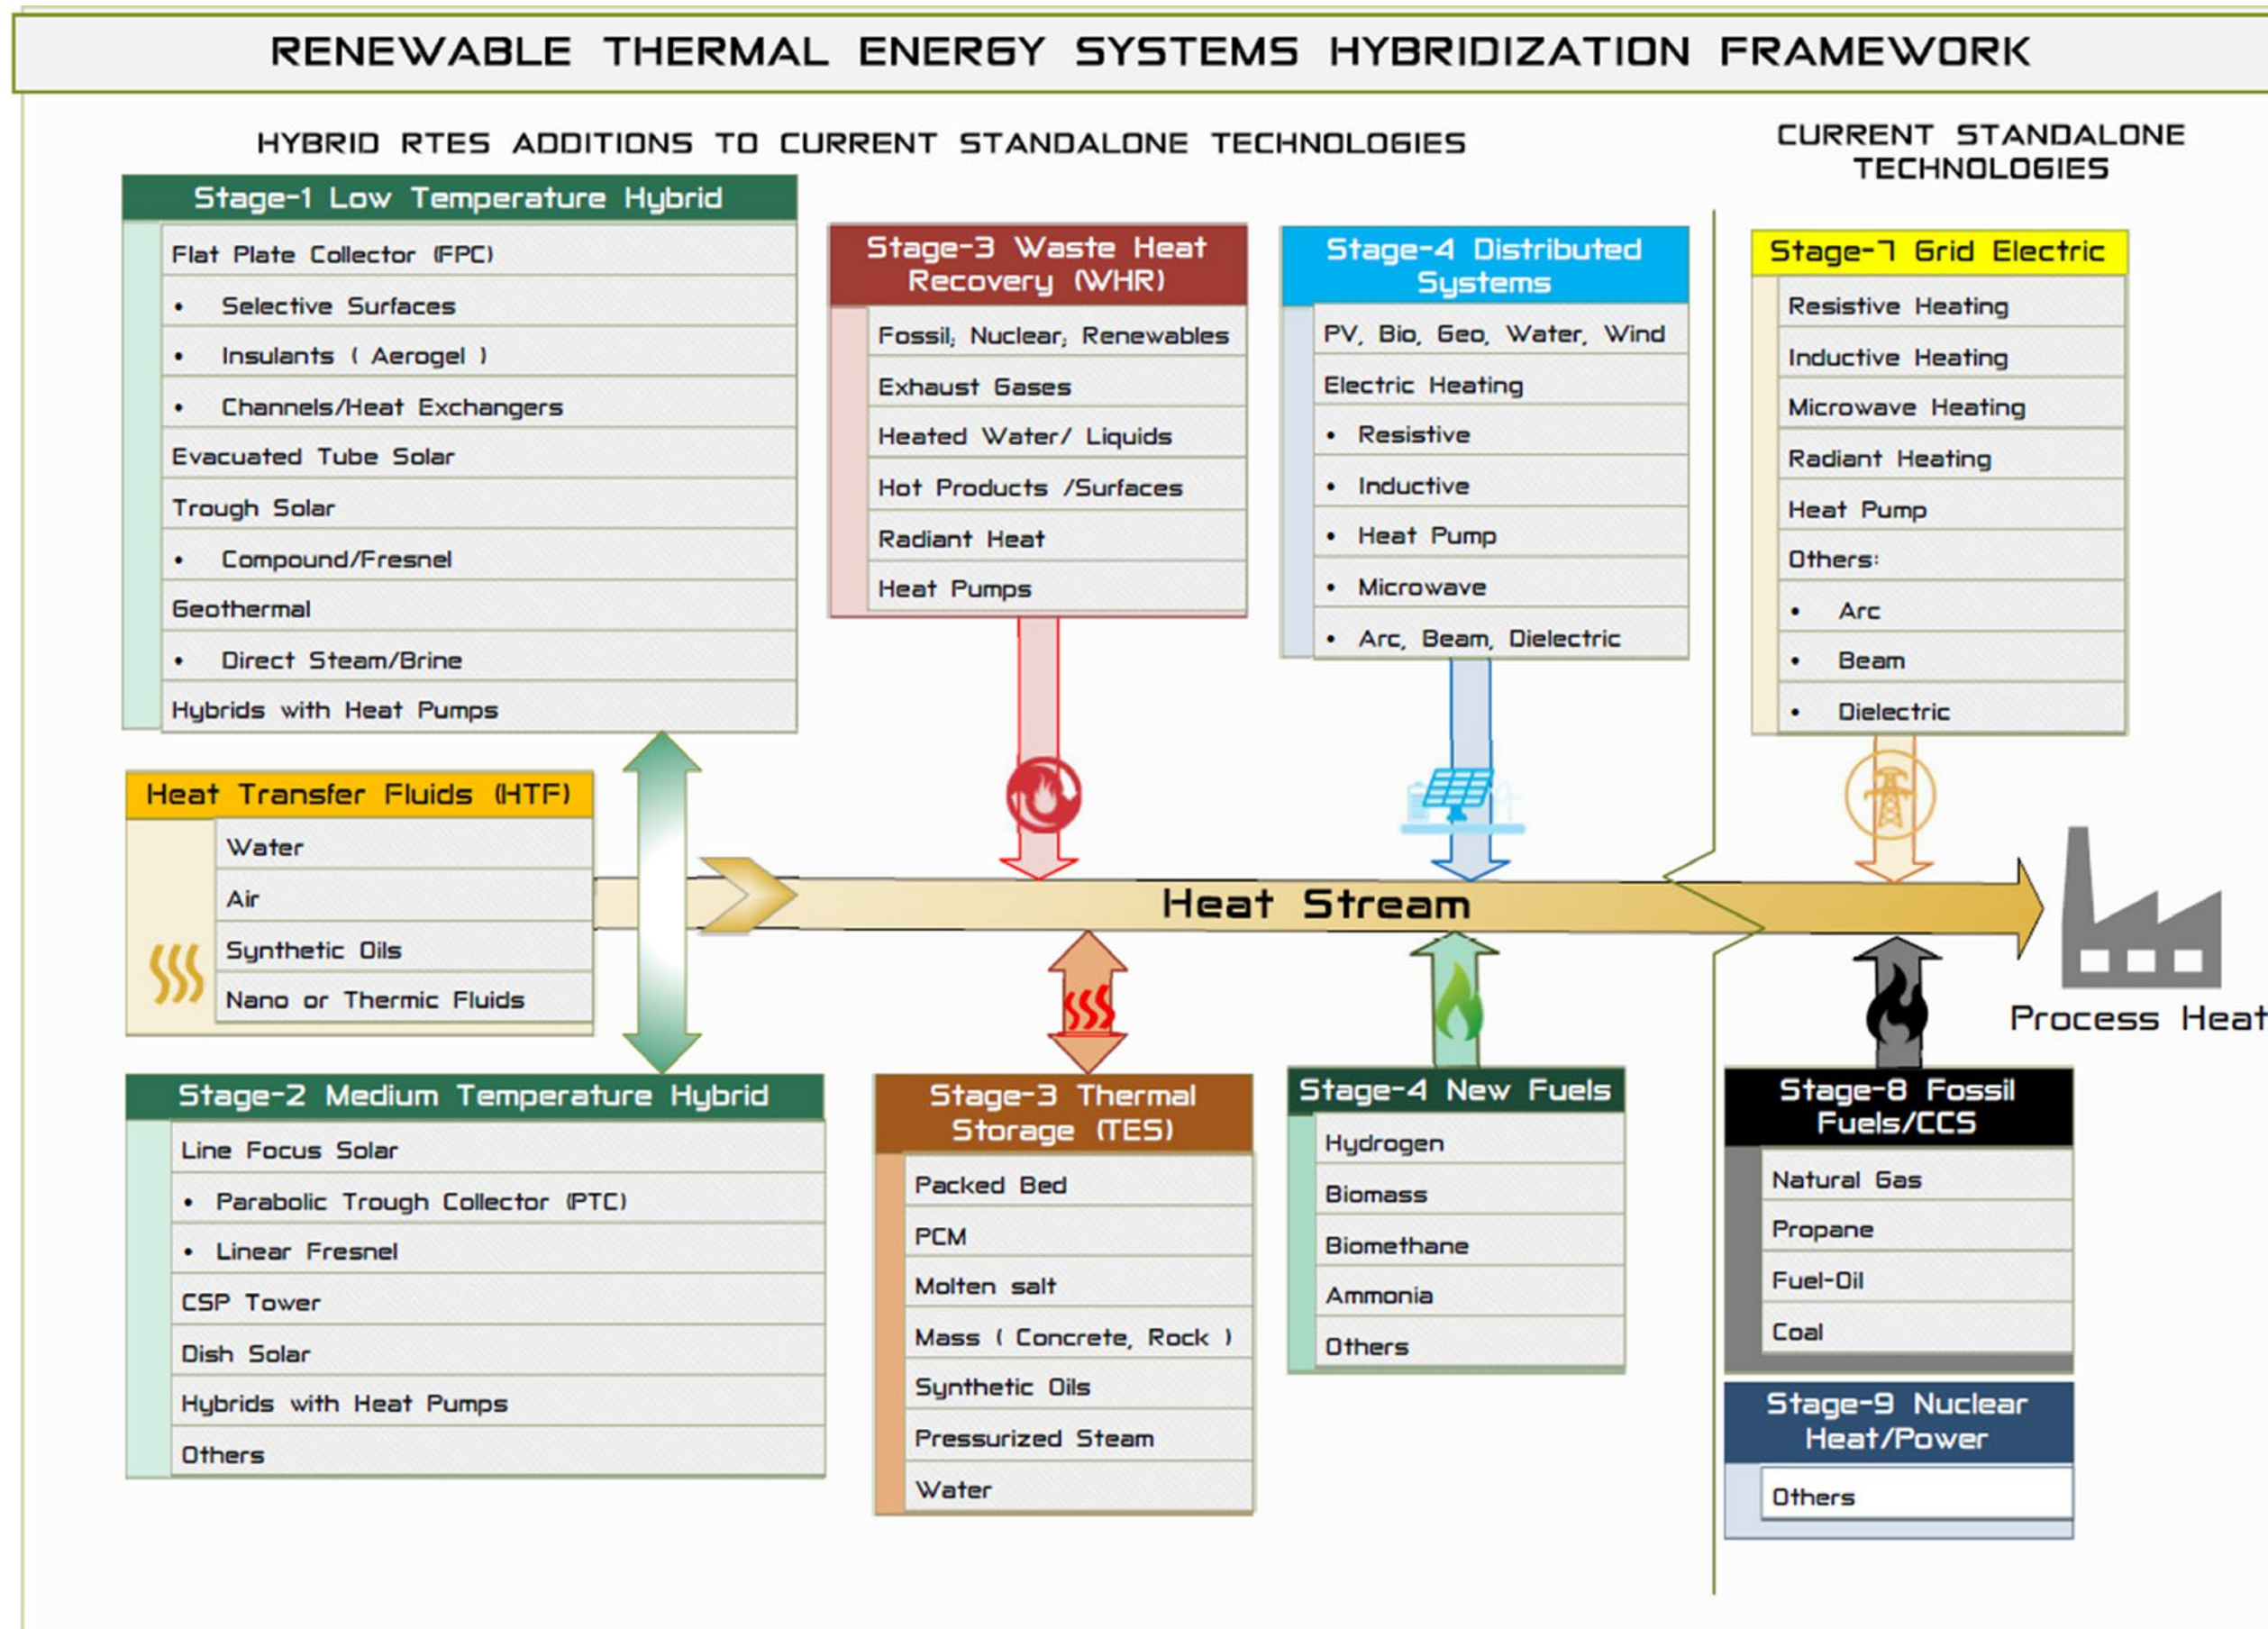 RENEWABLE THERMAL ENERGY SYSTEMS HYBRIDIZATION FRAMEWORK
HYBRID RTES ADDITIONS TO CURRENT STANDALONE TECHNOLOGIES
CURRENT STANDALONE
TECHNOLOGIES
Stage-1 Low Temperature Hybrid
Flat Plate Collector (FPC)
• Selective Surfaces
• Insulants ( Aerogel )
• Channels/Heat Exchangers
Evacuated Tube Solar
Trough Solar
• Compound/Fresnel
Geothermal
• Direct Steam/Brine
Hybrids with Heat Pumps
Stage-3 Waste Heat
Recovery (WHR)
Fossil; Nuclear; Renewables
Exhaust Gases
Heated Water/ Liquids
Hot Products /Surfaces
Radiant Heat
Heat Pumps
Stage-4 Distributed
Systems
PV, Bio, Geo, Water, Wind
Electric Heating
• Resistive
• Inductive
• Heat Pump
• Microwave
• Arc, Beam, Dielectric
Stage-7 Grid Electric
Resistive Heating
Inductive Heating
Microwave Heating
Radiant Heating
Heat Pump
Others:
• Arc
• Beam
• Dielectric
Heat Transfer Fluids (HTF)
Water
Air
Synthetic Oils
Nano or Thermic Fluids
Heat Stream
Process Heat
Stage-2 Medium Temperature Hybrid
Line Focus Solar
• Parabolic Trough Collector (PTC)
• Linear Fresnel
CSP Tower
Dish Solar
Hybrids with Heat Pumps
Others
Stage-3 Thermal
Storage (TES)
Packed Bed
PCM
Molten salt
Mass ( Concrete, Rock )
Synthetic Oils
Pressurized Steam
Water
Stage-4 New Fuels
Hydrogen
Biomass
Biomethane
Ammonia
Others
Stage-8 Fossil
Fuels/CCS
Natural Gas
Propane
Fuel-Oil
Coal
Stage-9 Nuclear
Heat/Power
Others